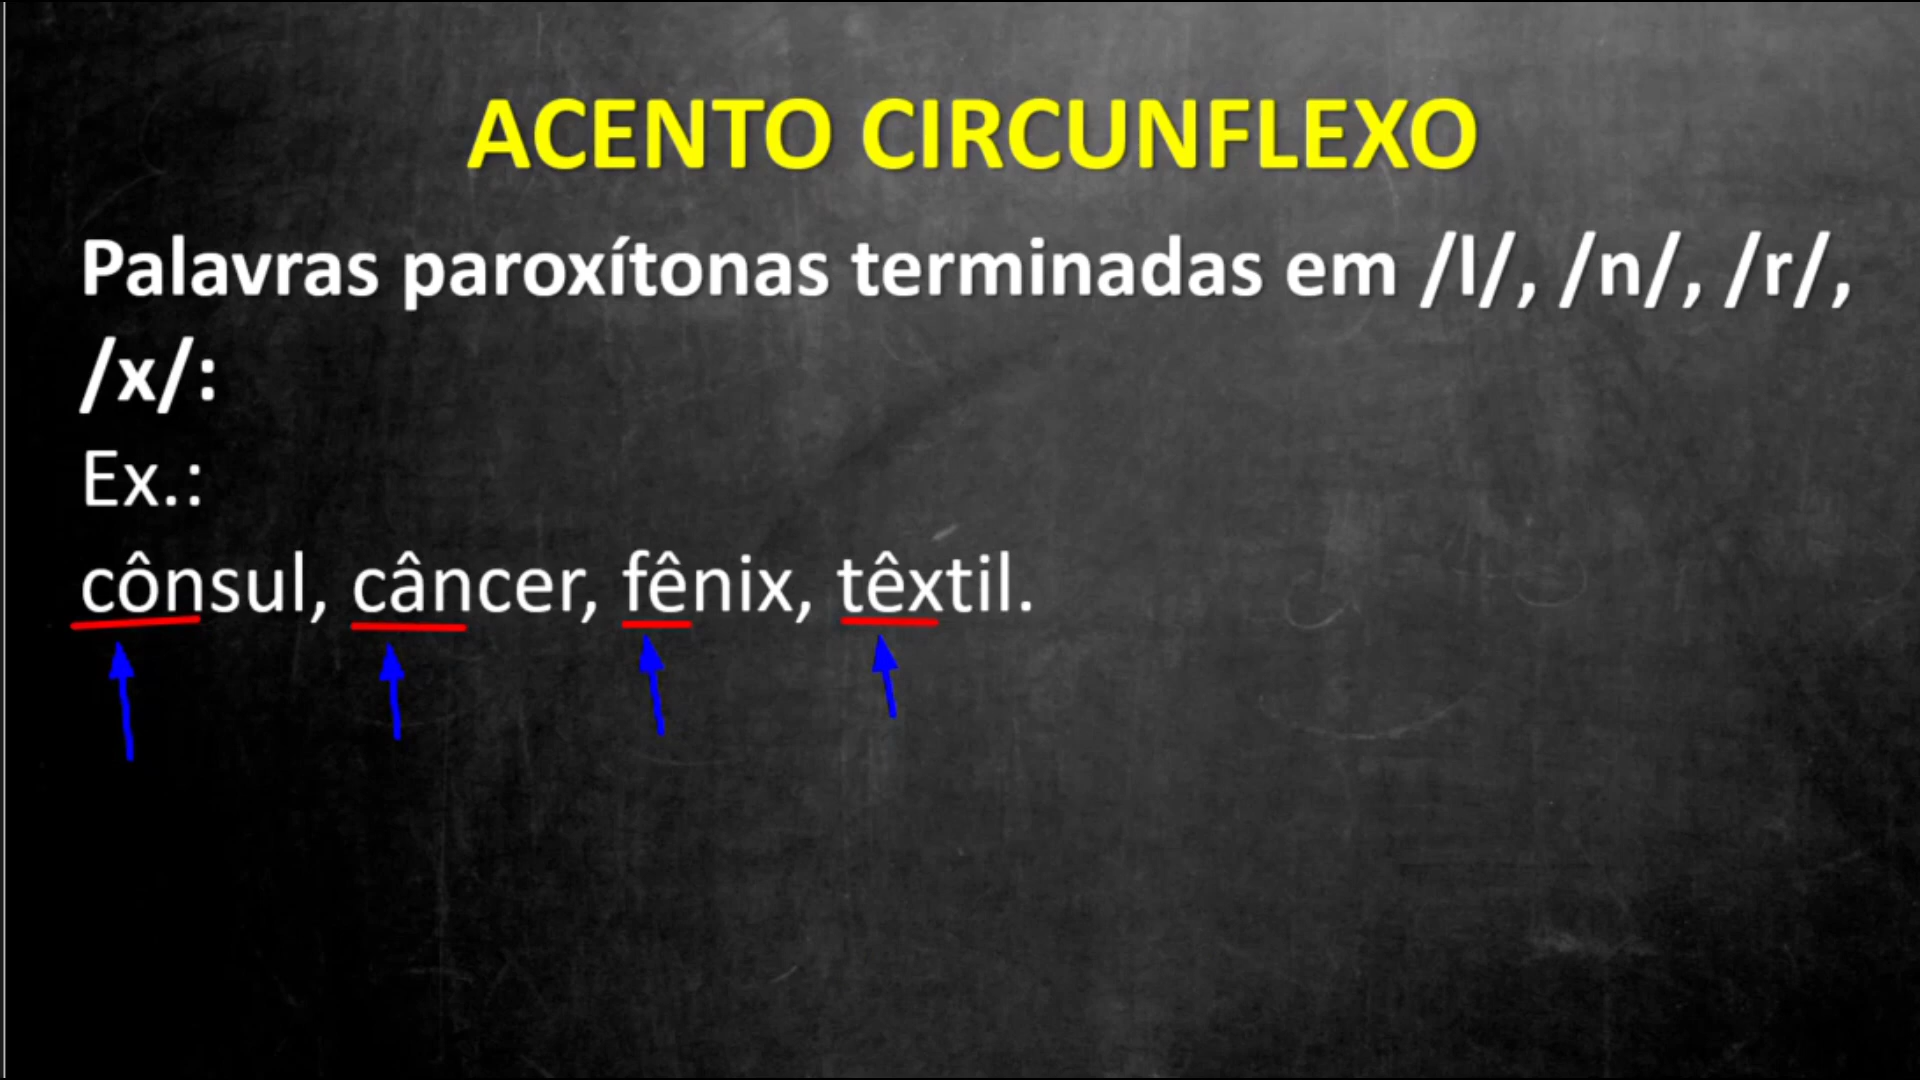 ACENTO CIRCUNFLEXO
Palavras paroxítonas terminadas em /l/, /n/, /r/,
/x/:
Ex.:
cônsul, câncer, fênix, têxtil.